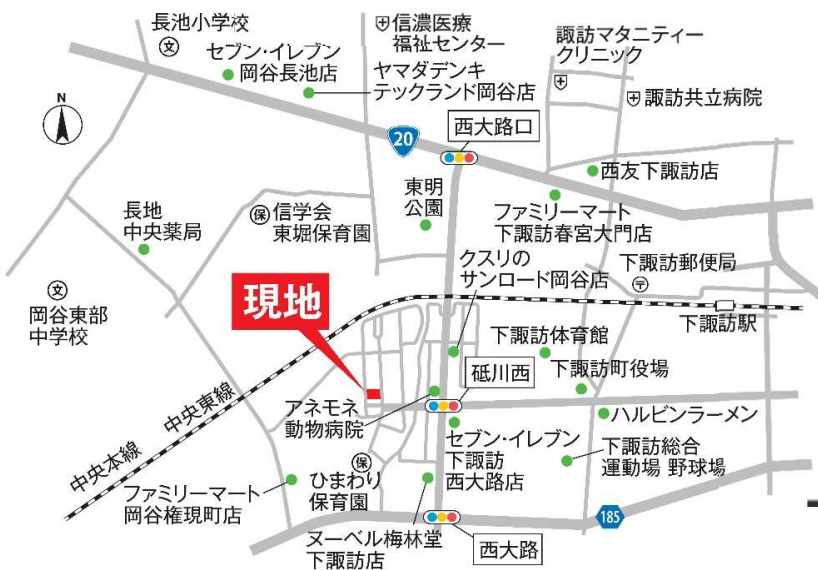 長池小学校
文
セブン・イレブン
岡谷長池店
信濃医療
福祉センター
ヤマダデンキ
テックランド岡谷店
諏訪マタニティー
クリニック
諏訪共立病院
N
20
西大路口
西友下諏訪店
東明
公園
ファミリーマート
下諏訪春宮大門店
長地
中央薬局
保
信学会
東堀保育園
クスリの
サンロード岡谷店
下諏訪郵便局
〒
文
岡谷東部
中学校
現地
下諏訪駅
下諏訪体育館
砥川西
下諏訪町役場
中央本線
中央東線
アネモネ
動物病院
ハルピンラーメン
セブン・イレブン
下諏訪
西大路店
下諏訪総合
運動場 野球場
保
ひまわり
保育園
ファミリーマート
岡谷権現町店
ヌーベル梅林堂
下諏訪店
西大路
185